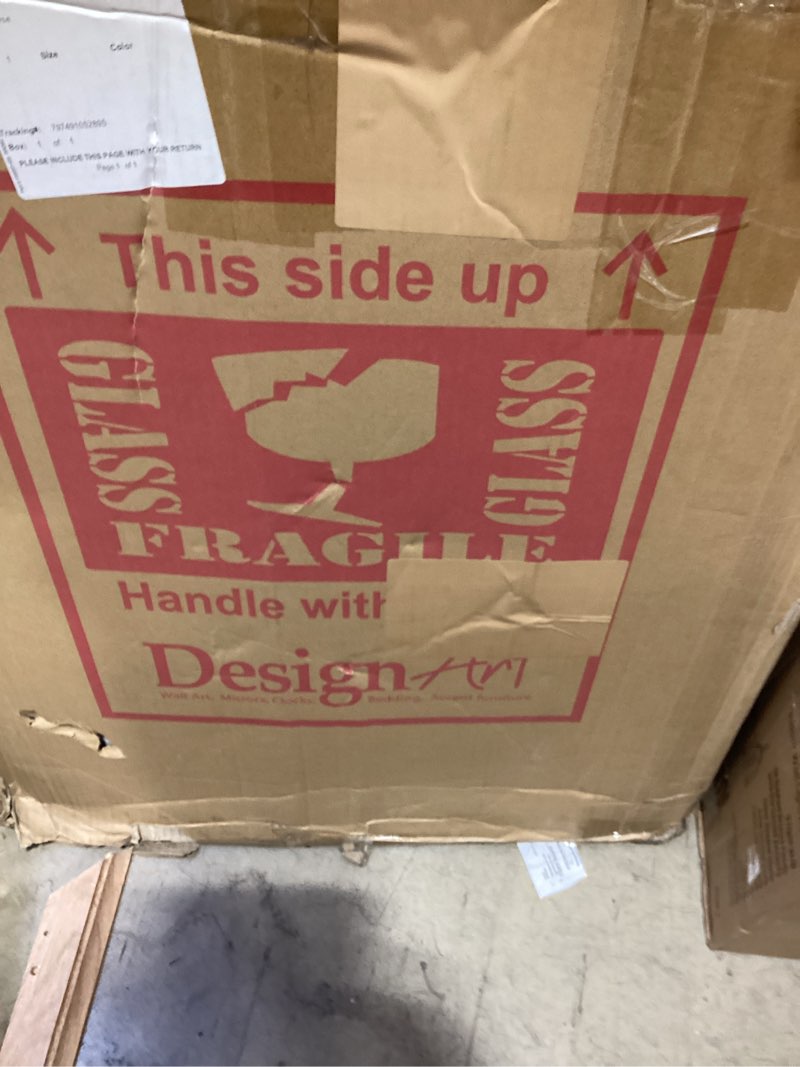 Size Color
Tracking#:
Box: 1 of 1
PLEASE INCLUDE THIS PAGE WITH YOUR RETURN
Page 1 of 1
This side up
GLASS
GLASS
FRAGILE
Handle with
DesignArt
Wall Art, Mirrors, Clocks, Bedding, Accent Furniture